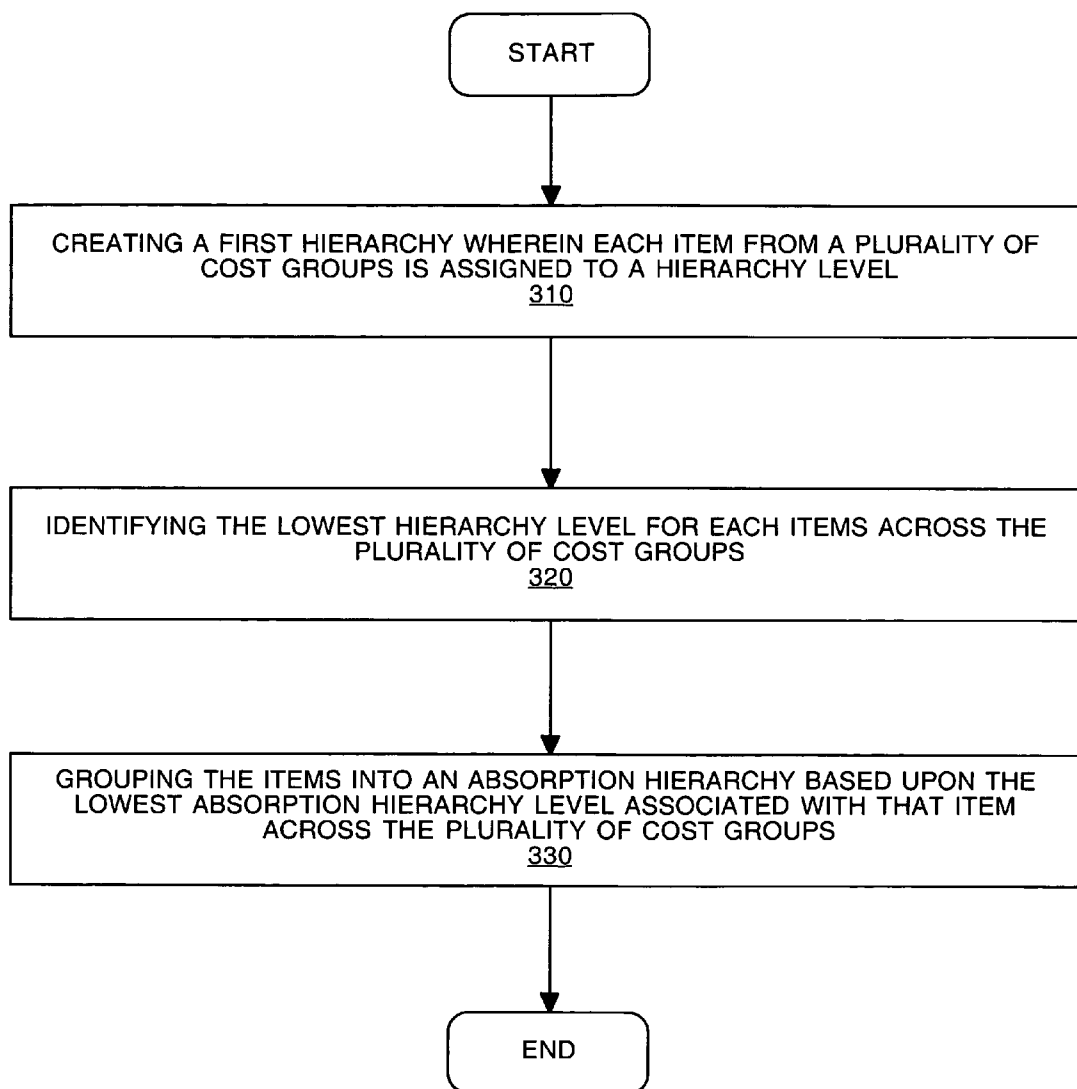 START
CREATING A FIRST HIERARCHY WHEREIN EACH ITEM FROM A PLURALITY OF
COST GROUPS IS ASSIGNED TO A HIERARCHY LEVEL
310
IDENTIFYING THE LOWEST HIERARCHY LEVEL FOR EACH ITEMS ACROSS THE
PLURALITY OF COST GROUPS
320
GROUPING THE ITEMS INTO AN ABSORPTION HIERARCHY BASED UPON THE
LOWEST ABSORPTION HIERARCHY LEVEL ASSOCIATED WITH THAT ITEM
ACROSS THE PLURALITY OF COST GROUPS
330
END